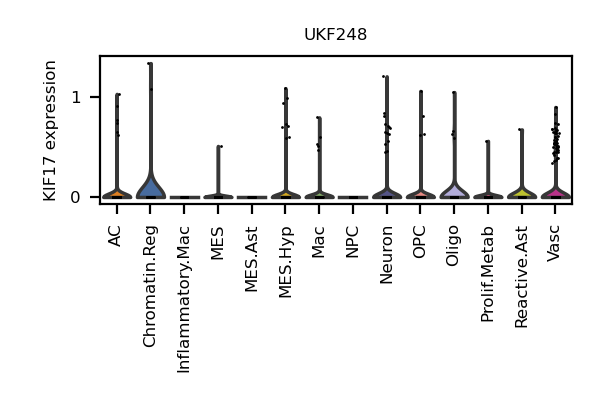 UKF248
KIF17 expression
1
0
AC
Chromatin.Reg
Inflammatory.Mac
MES
MES.Ast
MES.Hyp
Mac
NPC
Neuron
OPC
Oligo
Prolif.Metab
Reactive.Ast
Vasc